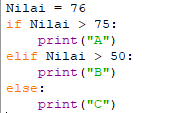 Nilai = 76
if Nilai > 75:
    print("A")
elif Nilai > 50:
    print("B")
else:
    print("C")